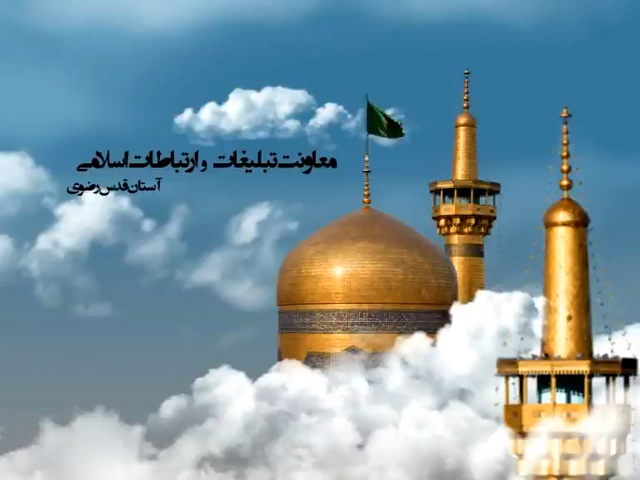 معاونت تبلیغات و ارتباطات اسلامی
آستان قدس رضوی